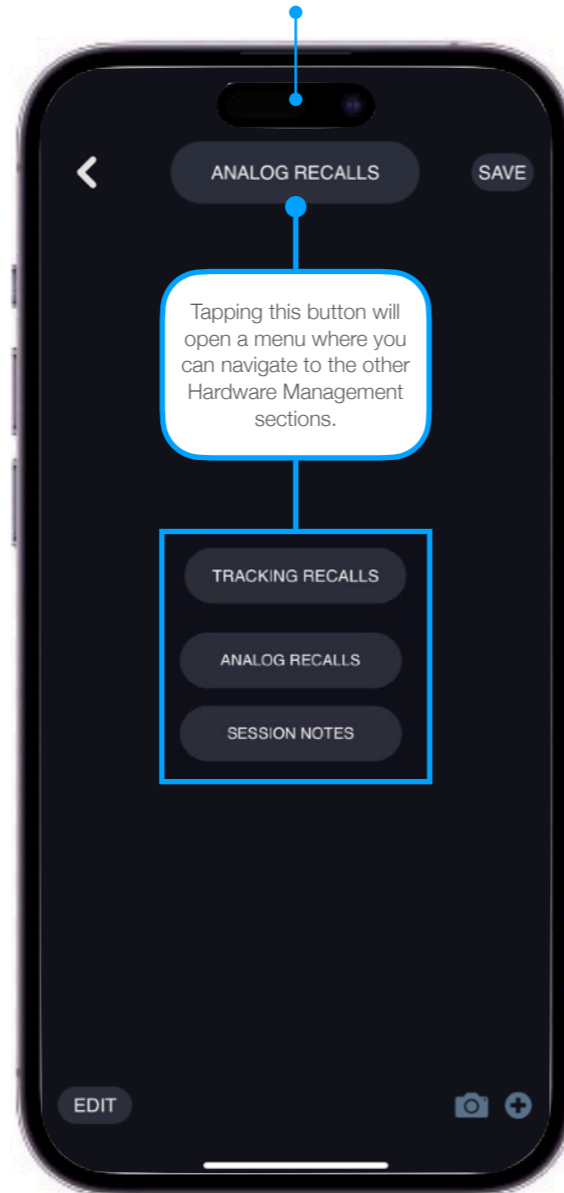 ANALOG RECALLS
SAVE
Tapping this button will
open a menu where you
can navigate to the other
Hardware Management
sections.
TRACKING RECALLS
ANALOG RECALLS
SESSION NOTES
EDIT